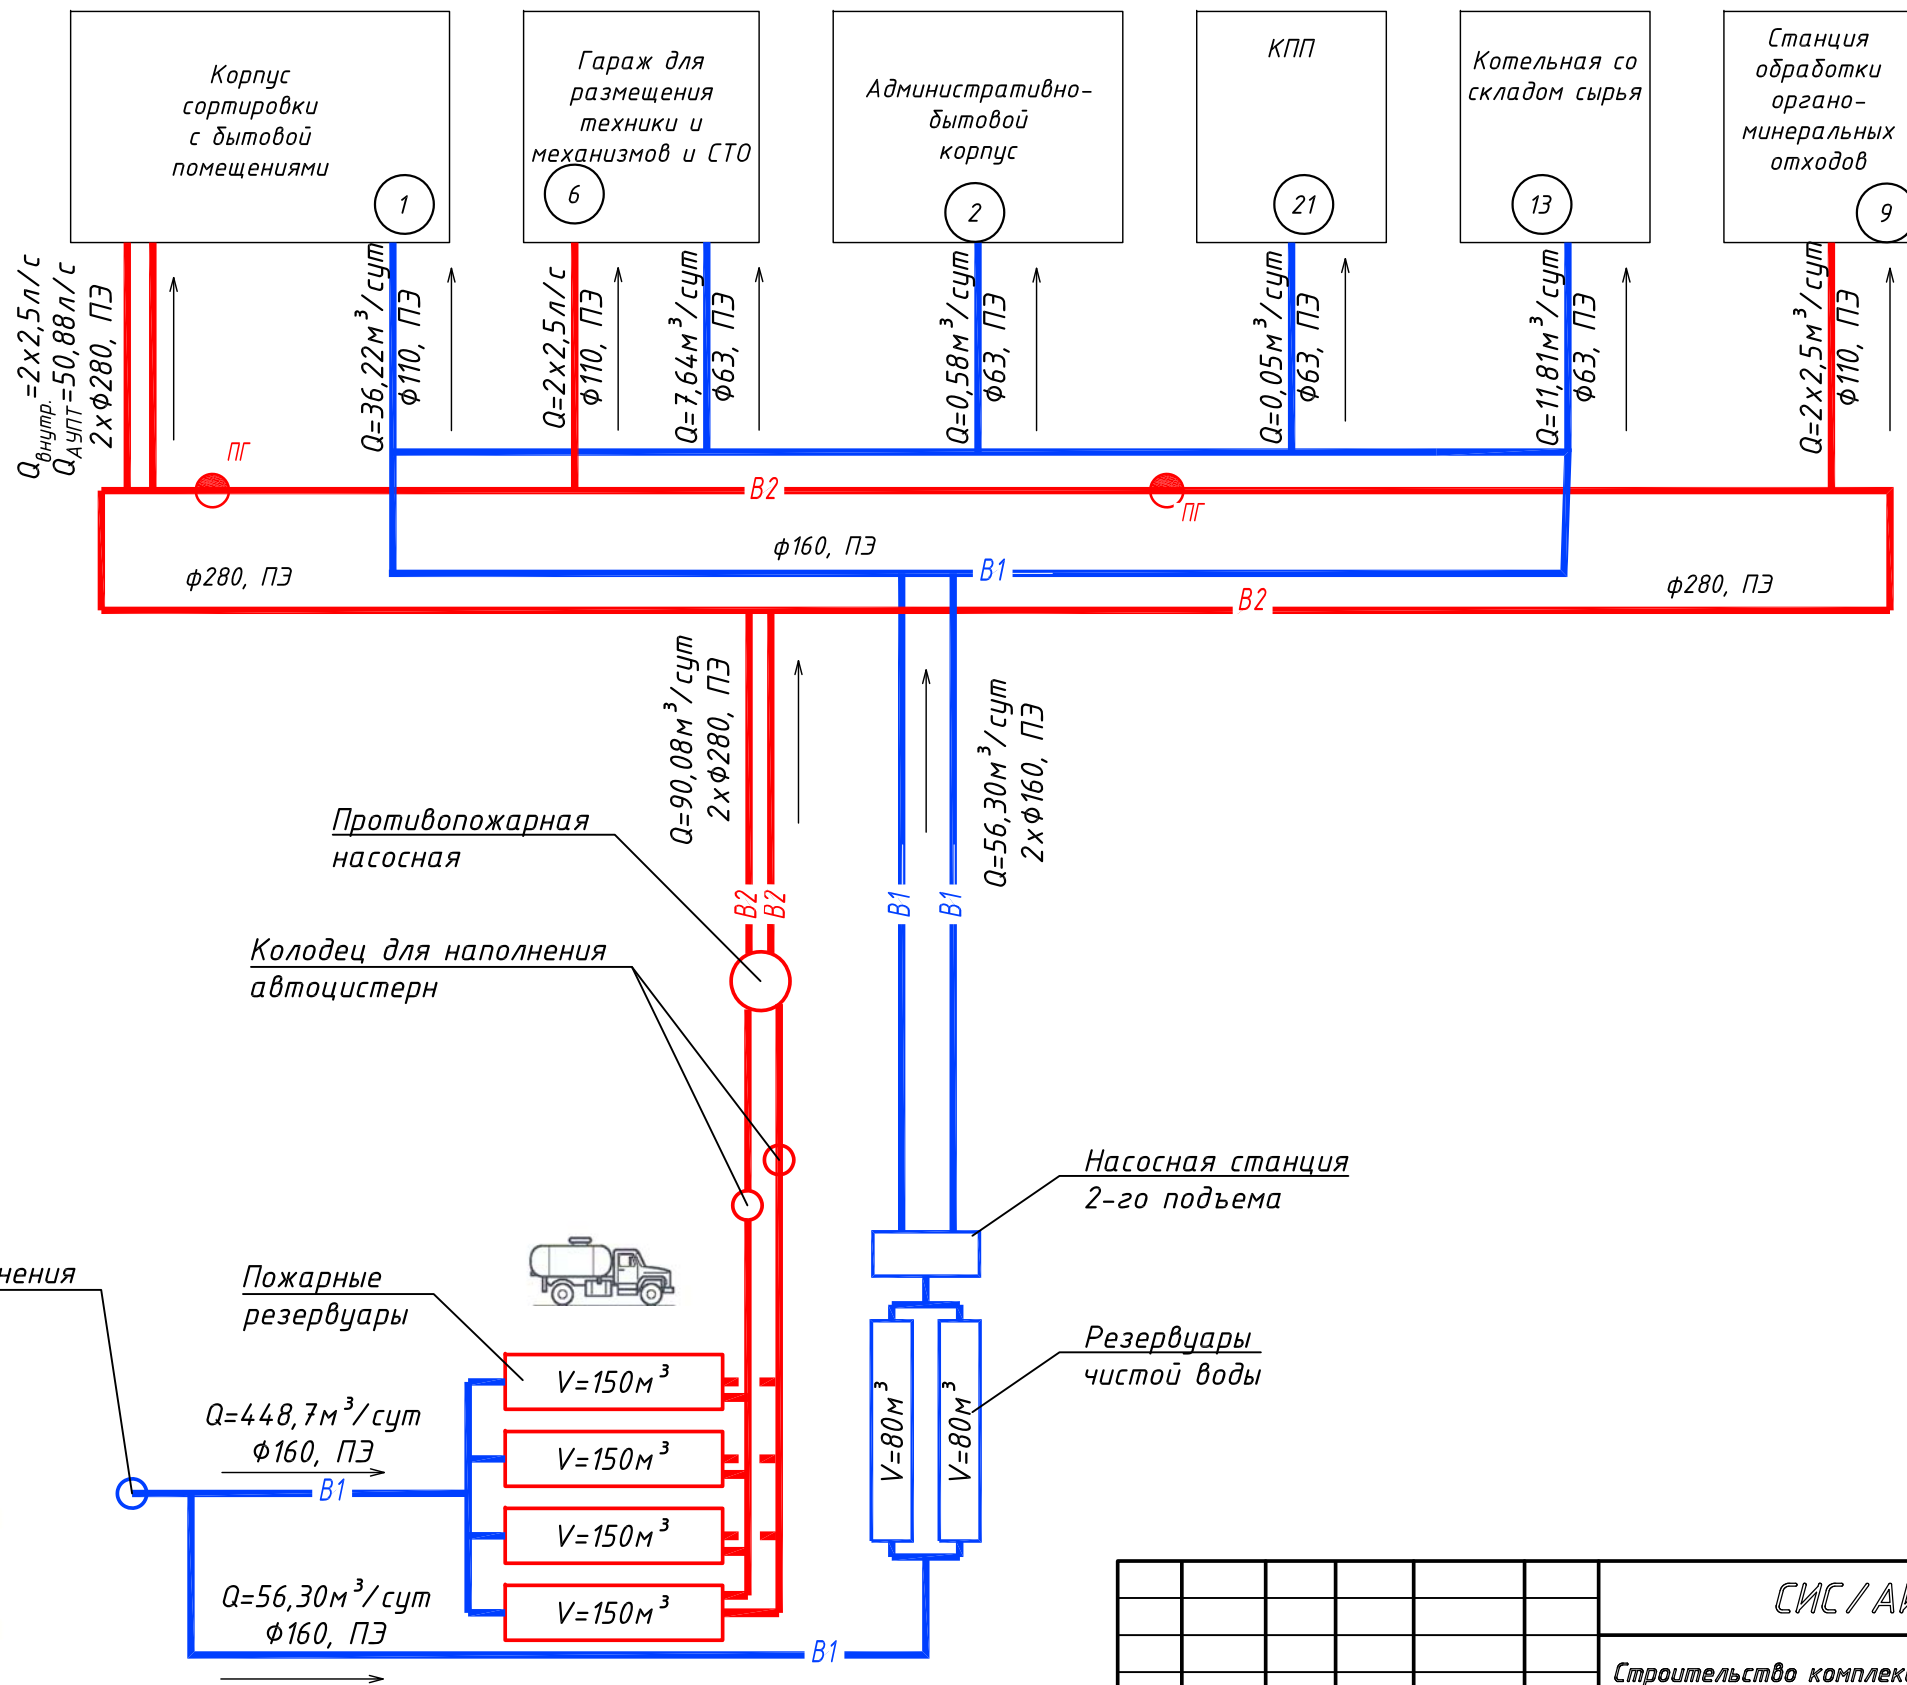 Корпус
сортировки
с бытовой
помещениями
1
Гараж для
размещения
техники и
механизмов и СТО
6
Административно-
бытовой
корпус
2
КПП
21
Котельная со
складом сырья
13
Станция
обработки
органо-
минеральных
отходов
9
Qвнутр.=2х2,5л/с
QАУПТ=50,88л/с
2хФ280, ПЭ
Q=36,22м³/сут
ф110, ПЭ
Q=2х2,5л/с
ф110, ПЭ
Q=7,64м³/сут
ф63, ПЭ
Q=0,58м³/сут
ф63, ПЭ
Q=0,05м³/сут
ф63, ПЭ
Q=11,81м³/сут
ф63, ПЭ
Q=2х2,5м³/сут
ф110, ПЭ
ПГ
В2
ПГ
ф160, ПЭ
В1
ф280, ПЭ
В2
ф280, ПЭ
Q=90,08м³/сут
2хФ280, ПЭ
Q=56,30м³/сут
2хФ160, ПЭ
Противопожарная
насосная
В2
В2
В1
В1
Колодец для наполнения
автоцистерн
Насосная станция
2-го подъема
нения
Пожарные
резервуары
Резервуары
чистой воды
V=150м³
V=150м³
V=150м³
V=150м³
V=80м³
V=80м³
Q=448,7м³/сут
Ф160, ПЭ
В1
Q=56,30м³/сут
Ф160, ПЭ
В1
СИС/АИ
Строительство комплек